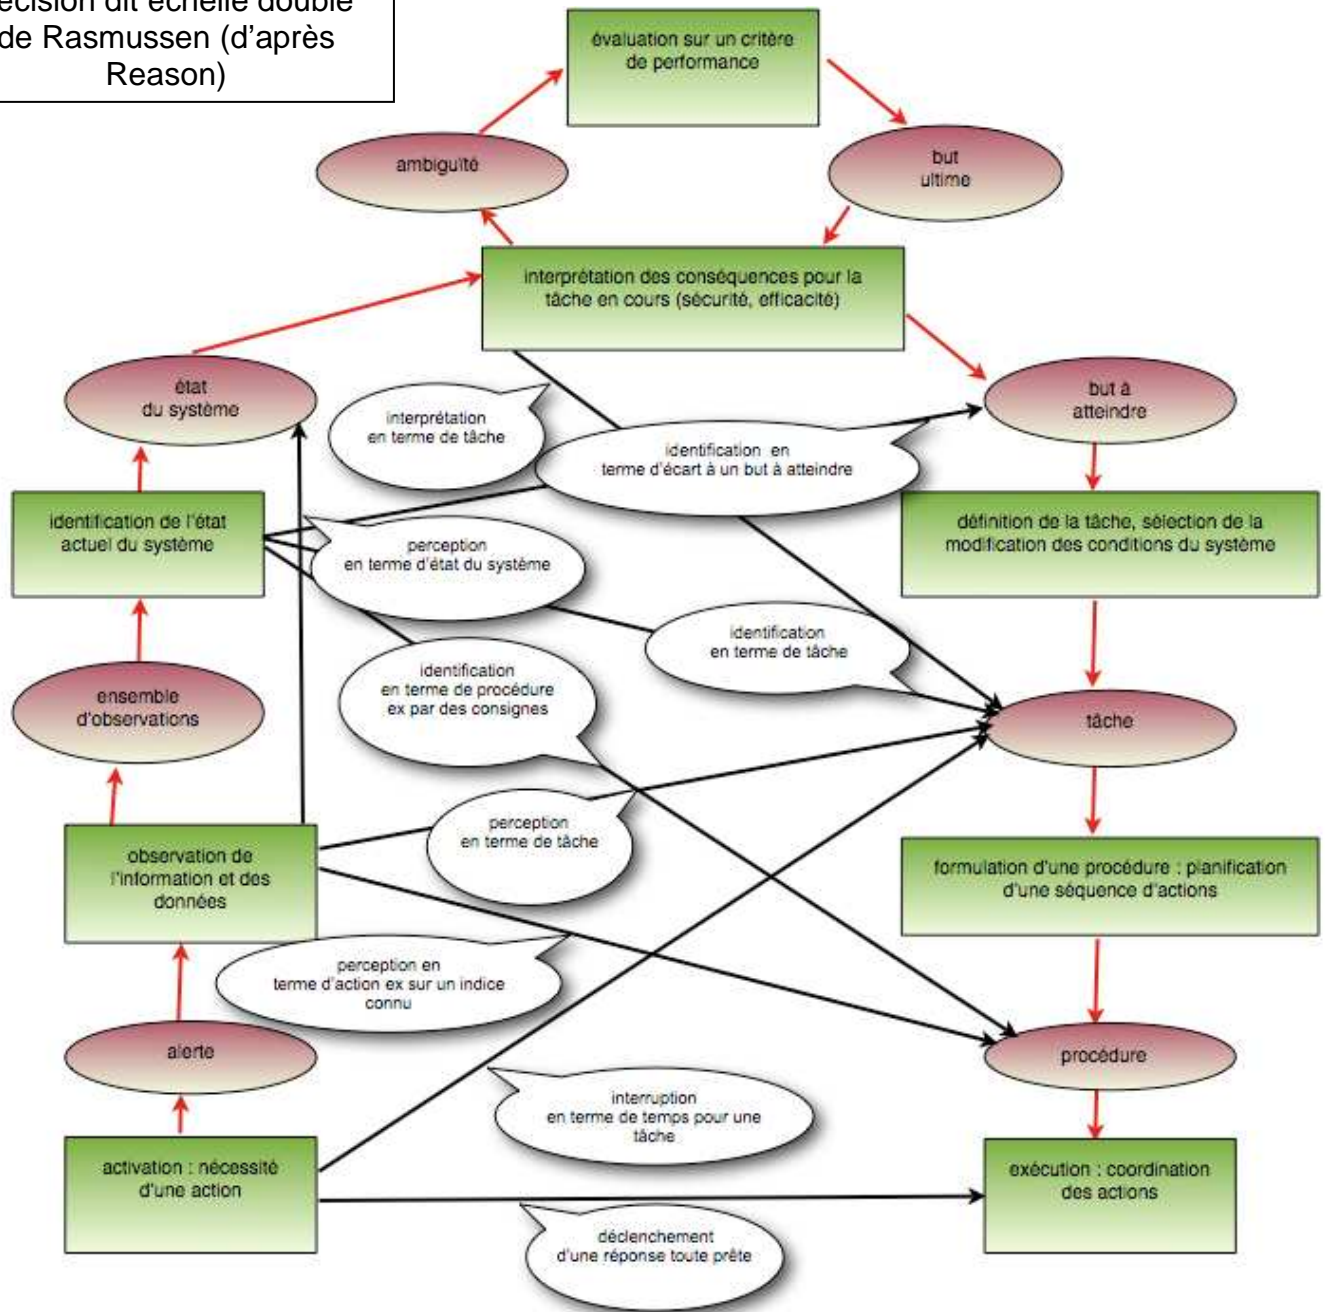 écision dit échelle double
de Rasmussen (d'après
Reason)
évaluation sur un critère
de performance
ambiguïté
but
ultime
interprétation des conséquences pour la
tâche en cours (sécurité, efficacité)
état
du système
but à
atteindre
interprétation
en terme de tâche
identification en
terme d'écart à un but à atteindre
identification de l'état
actuel du système
définition de la tâche, sélection de la
modification des conditions du système
perception
en terme d'état du système
identification
en terme de tâche
identification
en terme de procédure
ex par des consignes
ensemble
d'observations
tâche
perception
en terme de tâche
observation de
l'information et des
données
formulation d'une procédure : planification
d'une séquence d'actions
perception en
terme d'action ex sur un indice
connu
alerte
procédure
interruption
en terme de temps pour une
tâche
activation : nécessité
d'une action
exécution : coordination
des actions
déclenchement
d'une réponse toute prête